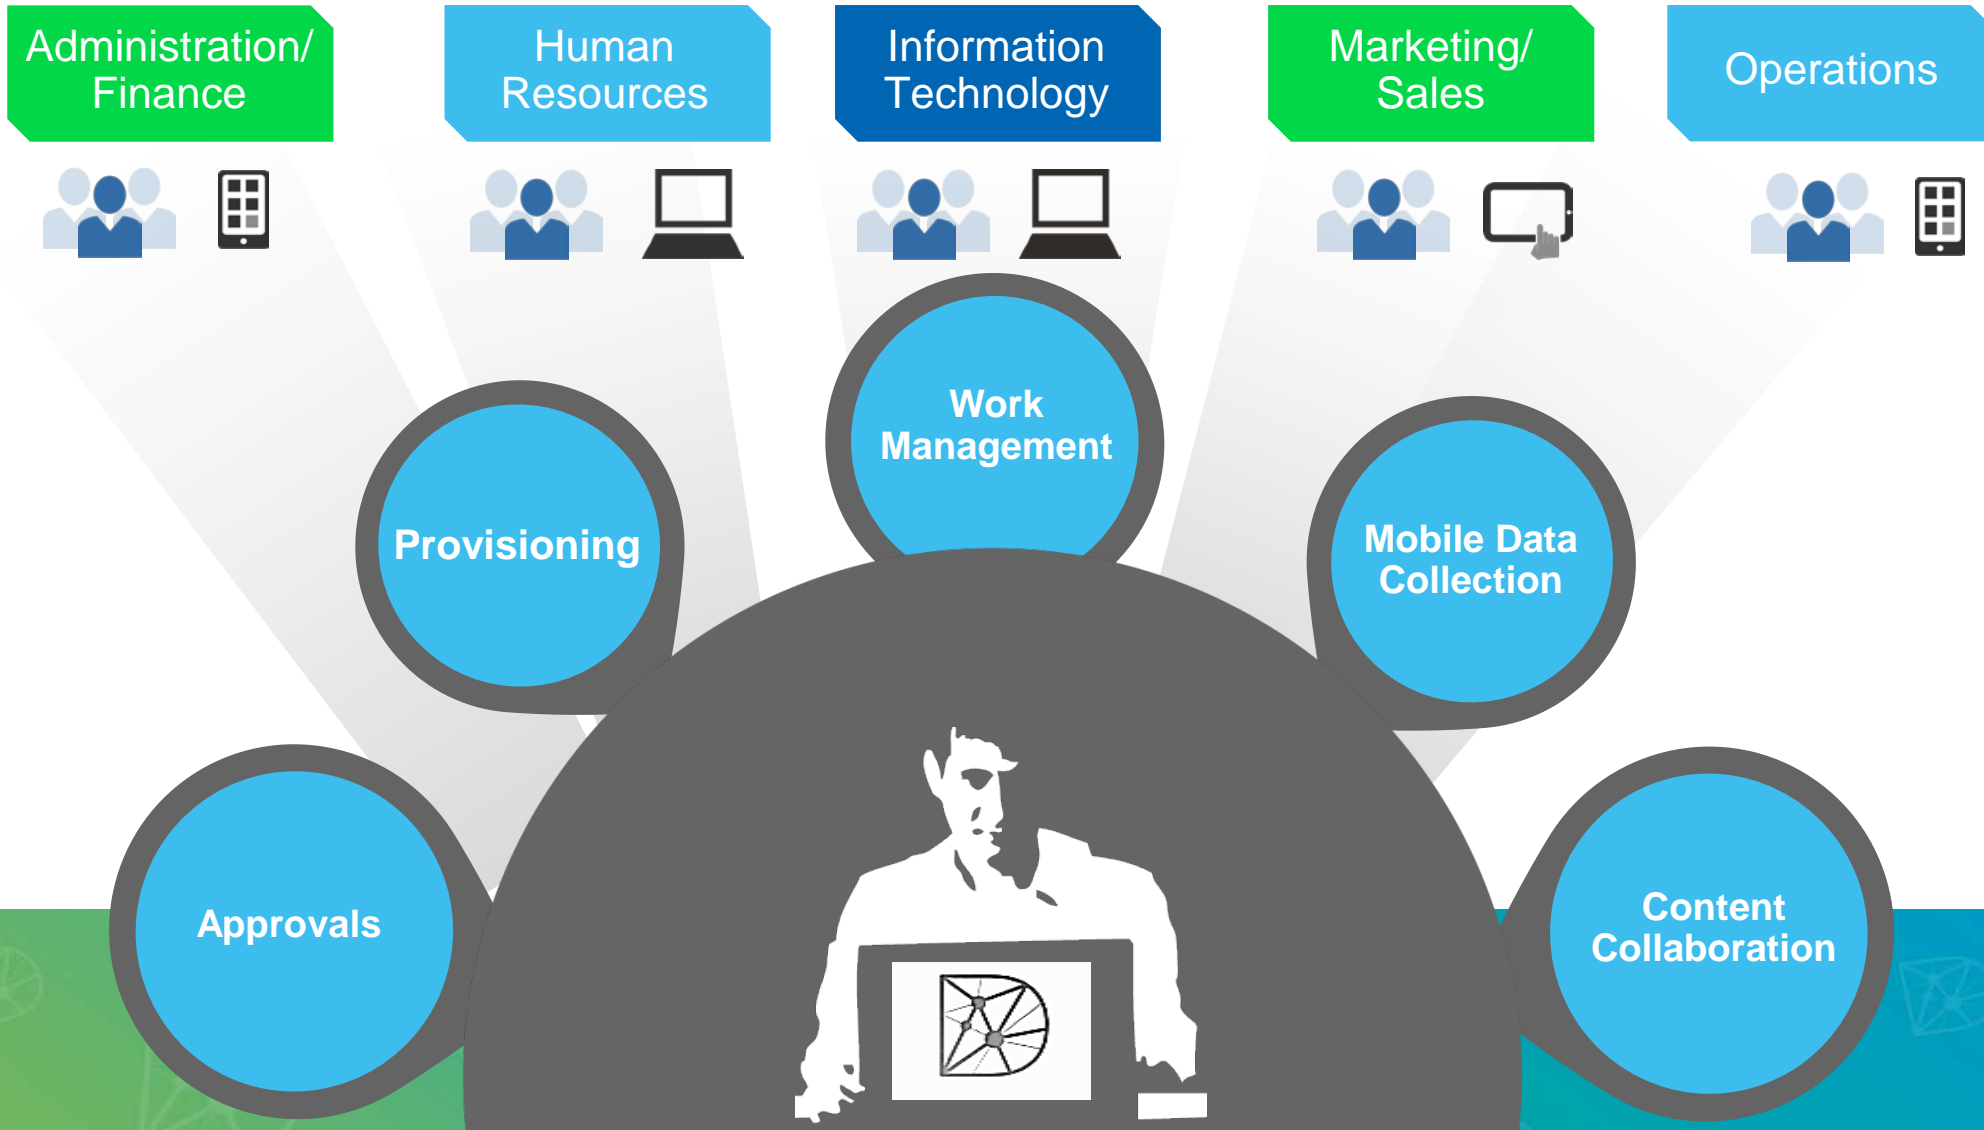 Administration/
Finance
Human
Resources
Information
Technology
Marketing/
Sales
Operations
Work
Management
Provisioning
Mobile Data
Collection
Approvals
Content
Collaboration